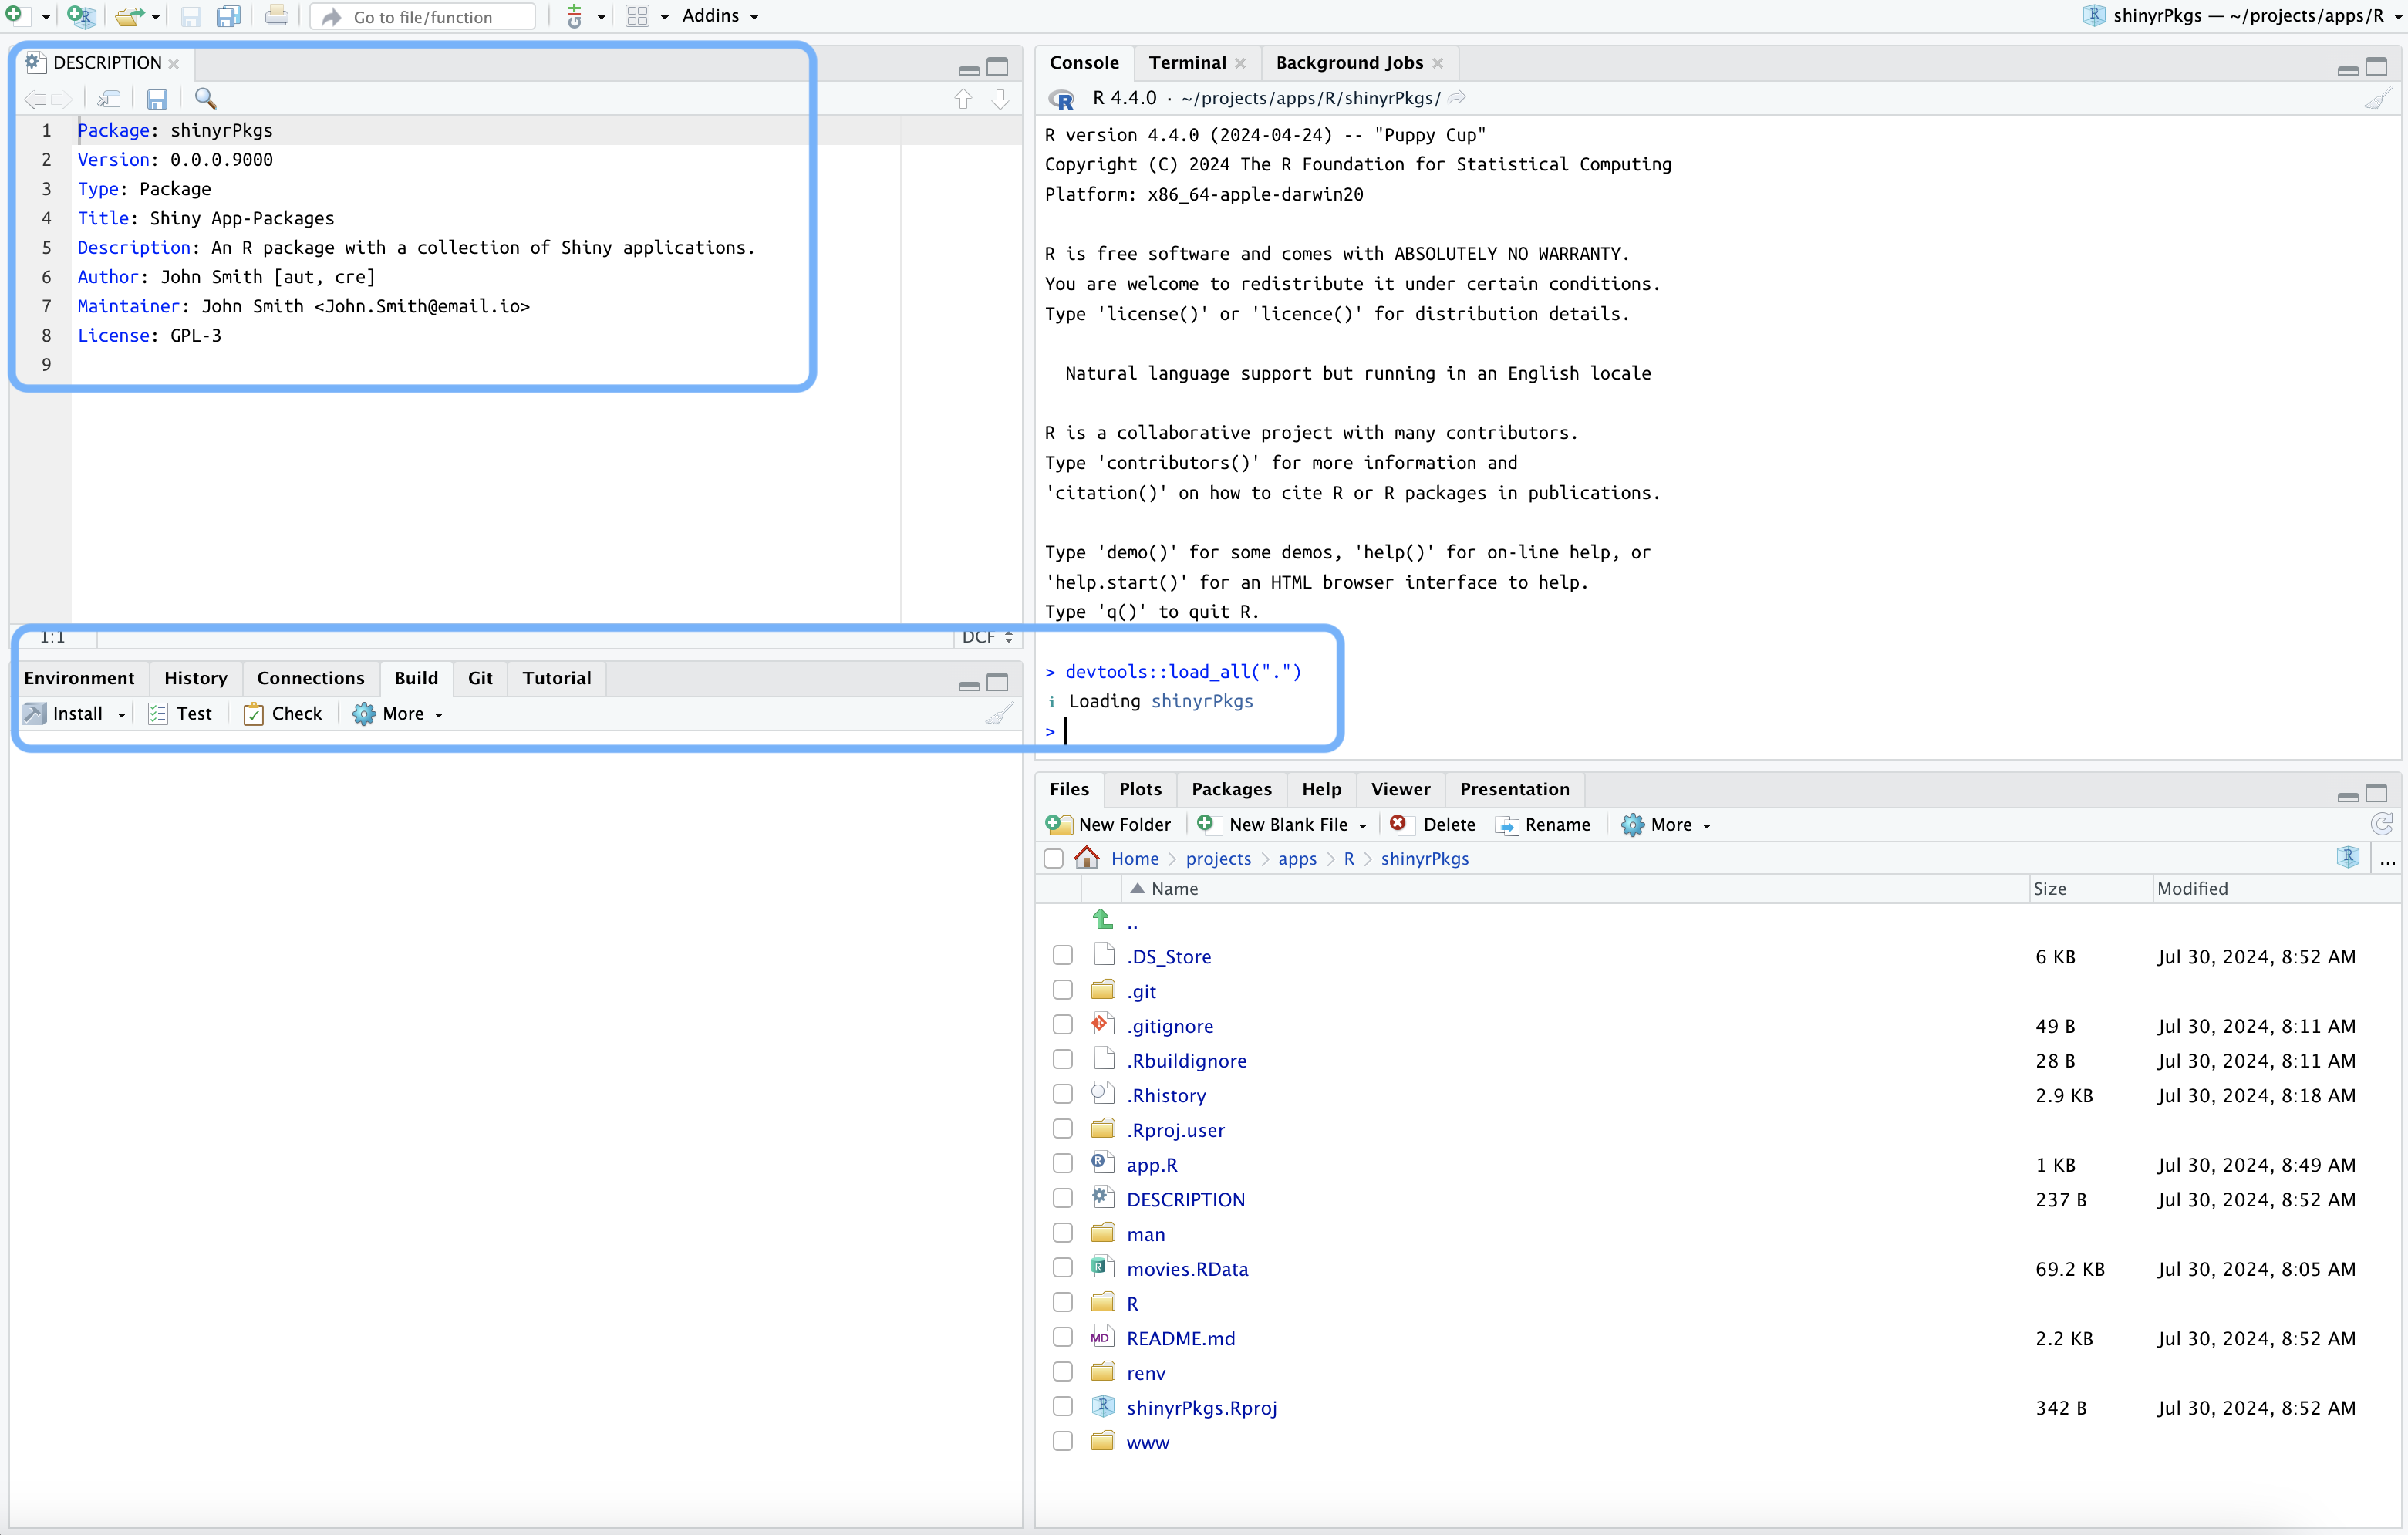 Go to file/function
Addins
shinyrPkgs — ~/projects/apps/R
DESCRIPTION
1 Package: shinyrPkgs
2 Version: 0.0.0.9000
3 Type: Package
4 Title: Shiny App-Packages
5 Description: An R package with a collection of Shiny applications.
6 Author: John Smith [aut, cre]
7 Maintainer: John Smith <John.Smith@email.io>
8 License: GPL-3
9
1:1 DCF
Environment History Connections Build Git Tutorial
Install Test Check More
Console Terminal Background Jobs
R 4.4.0 · ~/projects/apps/R/shinyrPkgs/
R version 4.4.0 (2024-04-24) -- "Puppy Cup"
Copyright (C) 2024 The R Foundation for Statistical Computing
Platform: x86_64-apple-darwin20
R is free software and comes with ABSOLUTELY NO WARRANTY.
You are welcome to redistribute it under certain conditions.
Type 'license()' or 'licence()' for distribution details.
Natural language support but running in an English locale
R is a collaborative project with many contributors.
Type 'contributors()' for more information and
'citation()' on how to cite R or R packages in publications.
Type 'demo()' for some demos, 'help()' for on-line help, or
'help.start()' for an HTML browser interface to help.
Type 'q()' to quit R.
> devtools::load_all(".")
ℹ Loading shinyrPkgs
>
Files Plots Packages Help Viewer Presentation
New Folder New Blank File Delete Rename More
Home projects apps R shinyrPkgs ...
Name Size Modified
..
.DS_Store 6 KB Jul 30, 2024, 8:52 AM
.git
.gitignore 49 B Jul 30, 2024, 8:11 AM
.Rbuildignore 28 B Jul 30, 2024, 8:11 AM
.Rhistory 2.9 KB Jul 30, 2024, 8:18 AM
.Rproj.user
app.R 1 KB Jul 30, 2024, 8:49 AM
DESCRIPTION 237 B Jul 30, 2024, 8:52 AM
man
movies.RData 69.2 KB Jul 30, 2024, 8:05 AM
R
README.md 2.2 KB Jul 30, 2024, 8:52 AM
renv
shinyrPkgs.Rproj 342 B Jul 30, 2024, 8:52 AM
www